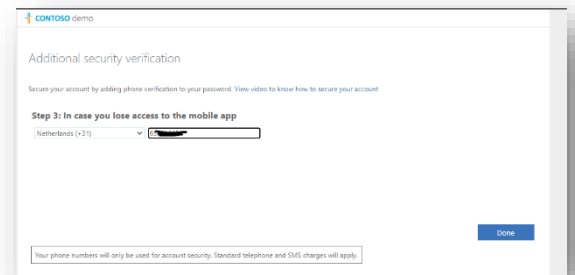 CONTOSO demo
Additional security verification
Secure your account by adding phone verification to your password. View video to know how to secure your account
Step 3: In case you lose access to the mobile app
Netherlands (+31)
Done
Your phone numbers will only be used for account security. Standard telephone and SMS charges will apply.